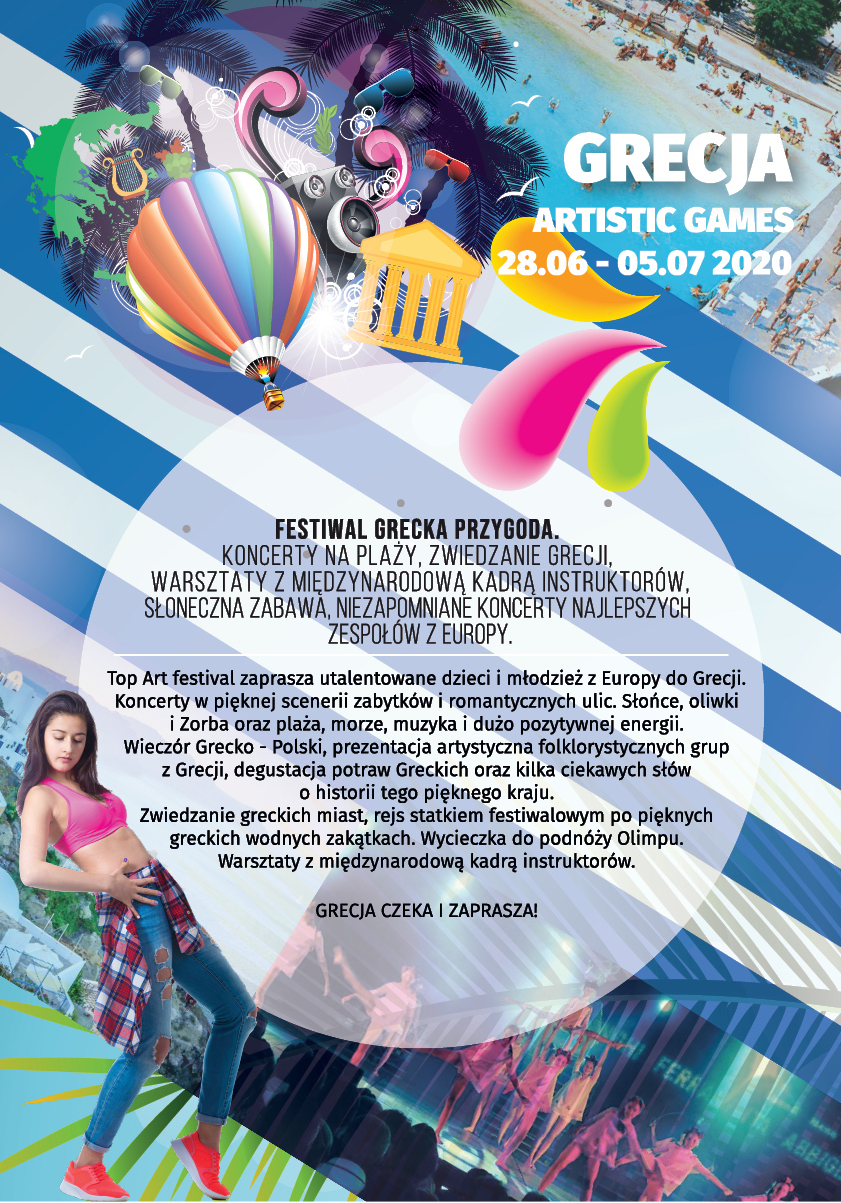 GRECJA
ARTISTIC GAMES
28.06 - 05.07 2020
FESTIWAL GRECKA PRZYGODA.
KONCERTY NA PLAŻY, ZWIEDZANIE GRECJI,
WARSZTATY Z MIĘDZYNARODOWĄ KADRĄ INSTRUKTORÓW,
SŁONECZNA ZABAWA, NIEZAPOMNIANE KONCERTY NAJLEPSZYCH
ZESPOŁÓW Z EUROPY.
Top Art festival zaprasza utalentowane dzieci i młodzież z Europy do Grecji.
Koncerty w pięknej scenerii zabytków i romantycznych ulic. Słońce, oliwki
i Zorba oraz plaża, morze, muzyka i dużo pozytywnej energii.
Wieczór Grecko - Polski, prezentacja artystyczna folklorystycznych grup
z Grecji, degustacja potraw Greckich oraz kilka ciekawych słów
o historii tego pięknego kraju.
Zwiedzanie greckich miast, rejs statkiem festiwalowym po pięknych
greckich wodnych zakątkach. Wycieczka do podnóży Olimpu.
Warsztaty z międzynarodową kadrą instruktorów.
GRECJA CZEKA I ZAPRASZA!